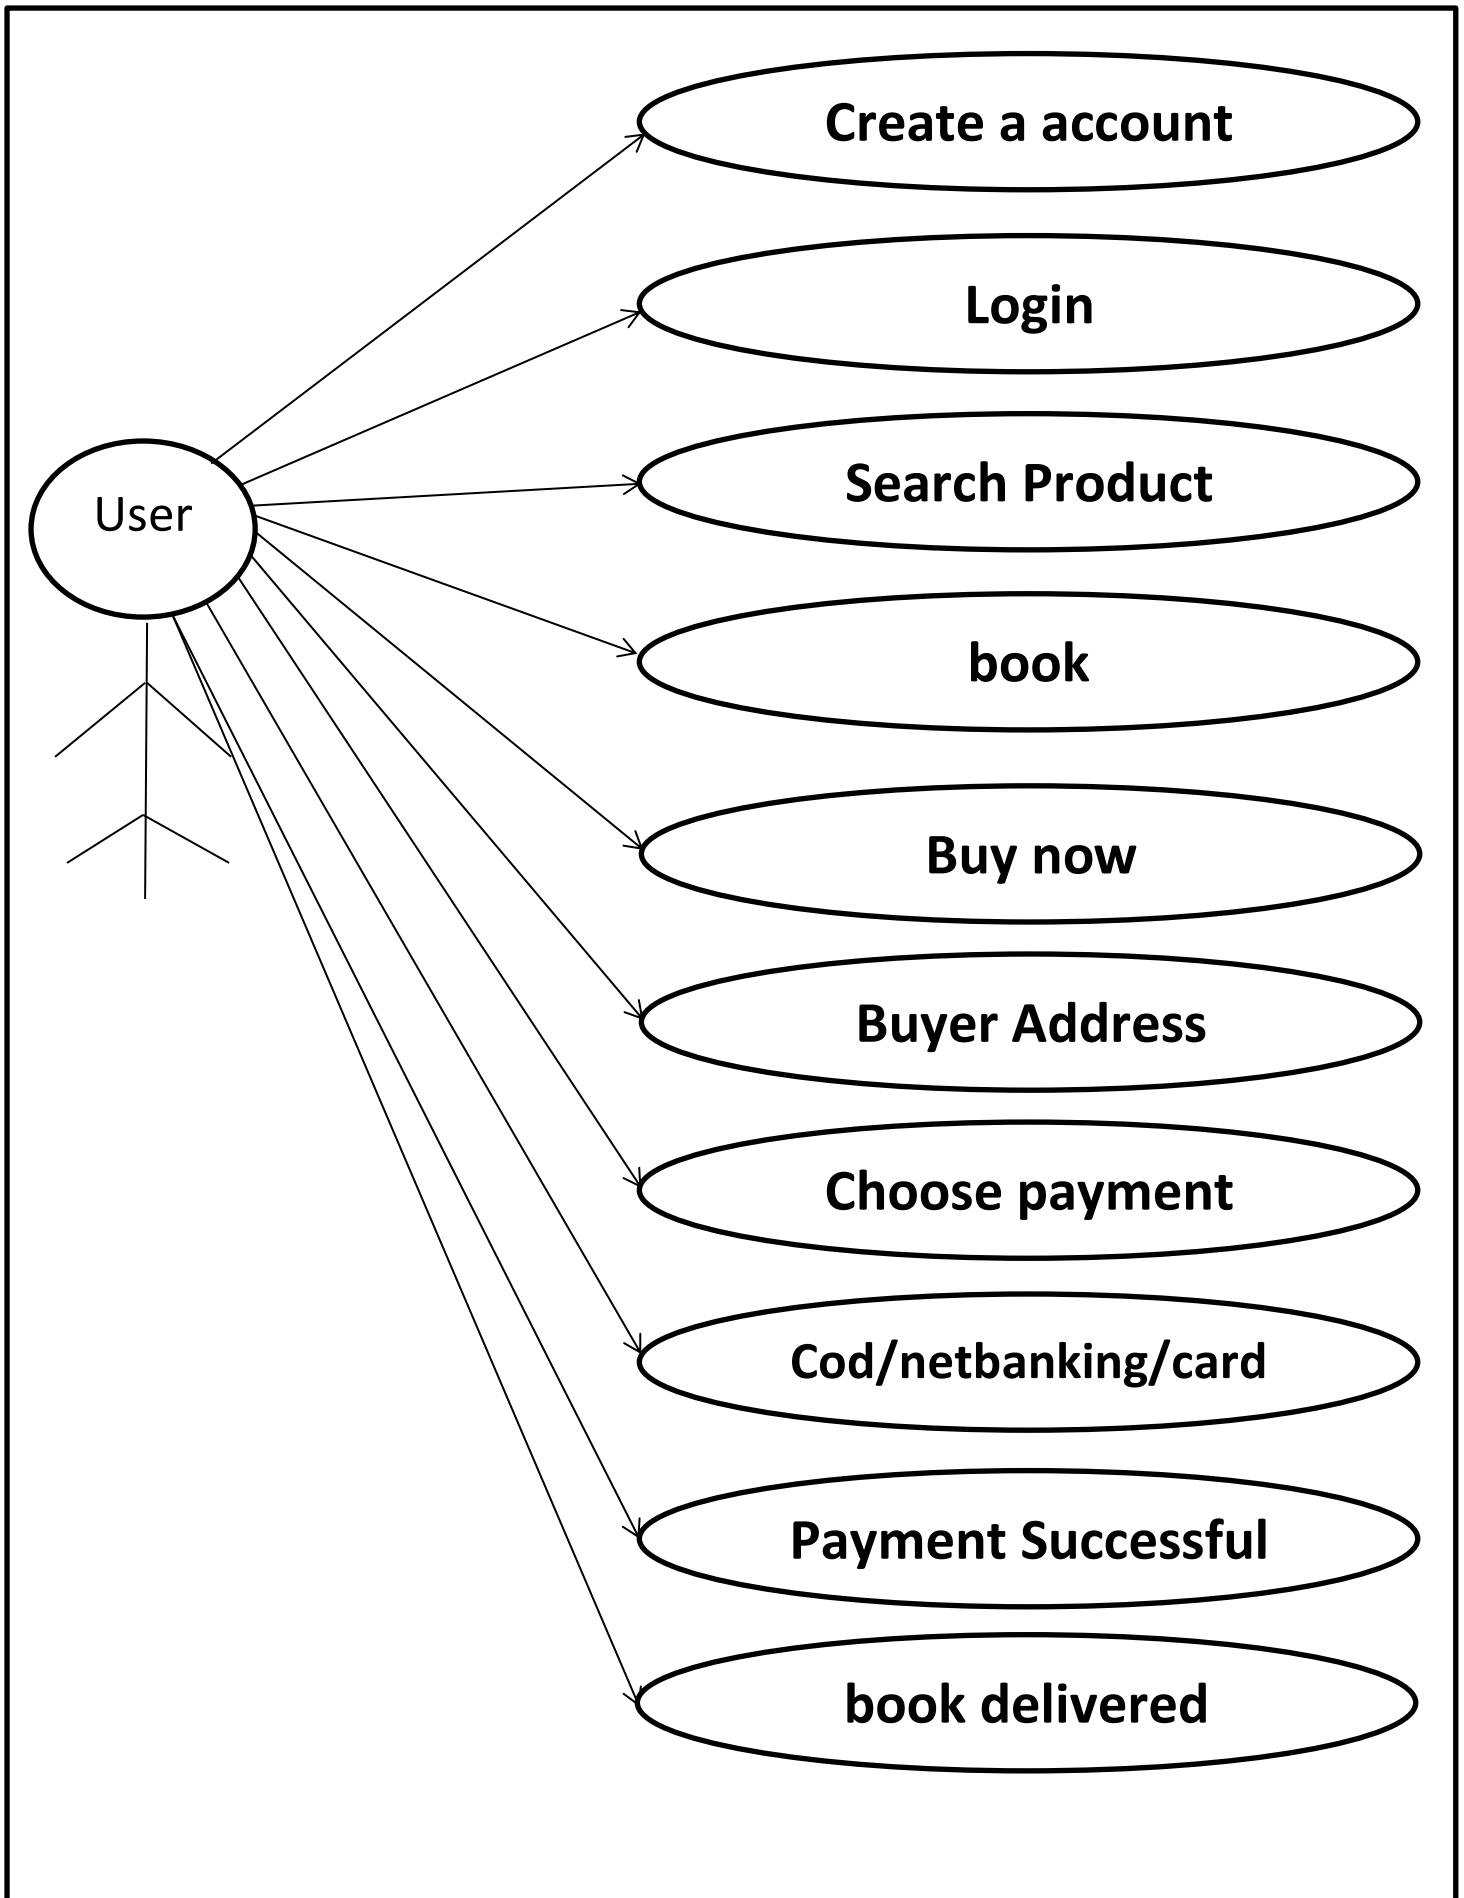 Create a account
Login
Search Product
User
book
Buy now
Buyer Address
Choose payment
Cod/netbanking/card
Payment Successful
book delivered